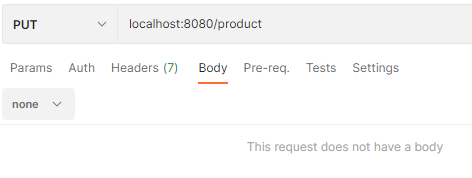 PUT localhost:8080/product
Params Auth Headers (7) Body Pre-req. Tests Settings
none
This request does not have a body